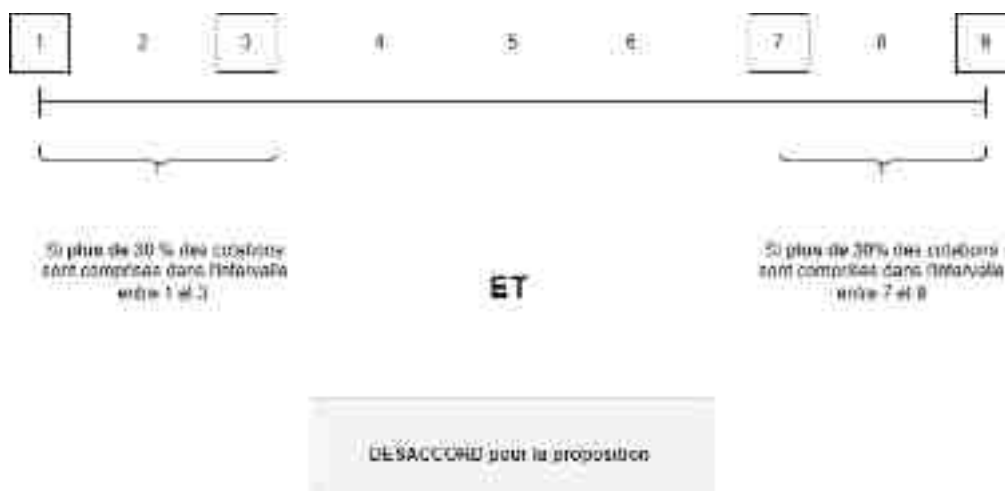 1 2 3 4 5 6 7 8 9
Si plus de 30 % des cotations
sont comprises dans l'intervalle
entre 1 et 3
ET
Si plus de 30% des cotations
sont comprises dans l'intervalle
entre 7 et 9
DESACCORD pour la proposition